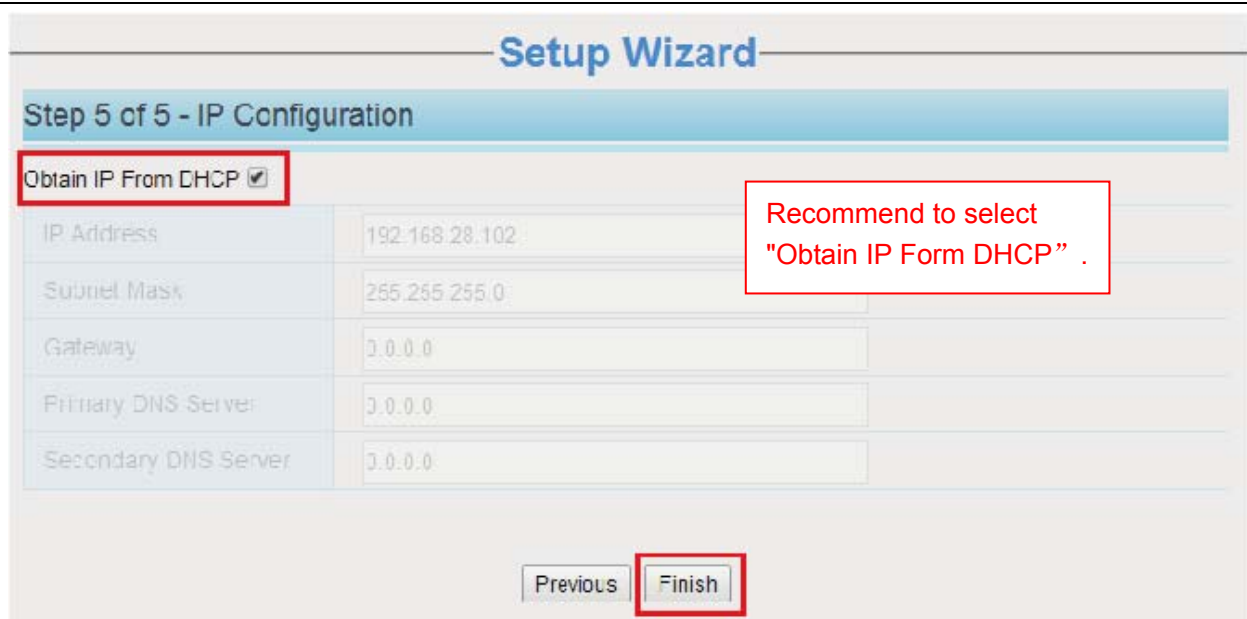 Setup Wizard
Step 5 of 5 - IP Configuration
Obtain IP From DHCP
Recommend to select
"Obtain IP Form DHCP”.
IP Address 192.168.28.102
Subnet Mask 255.255.255.0
Gateway 0.0.0.0
Primary DNS Server 0.0.0.0
Secondary DNS Server 0.0.0.0
Previous Finish